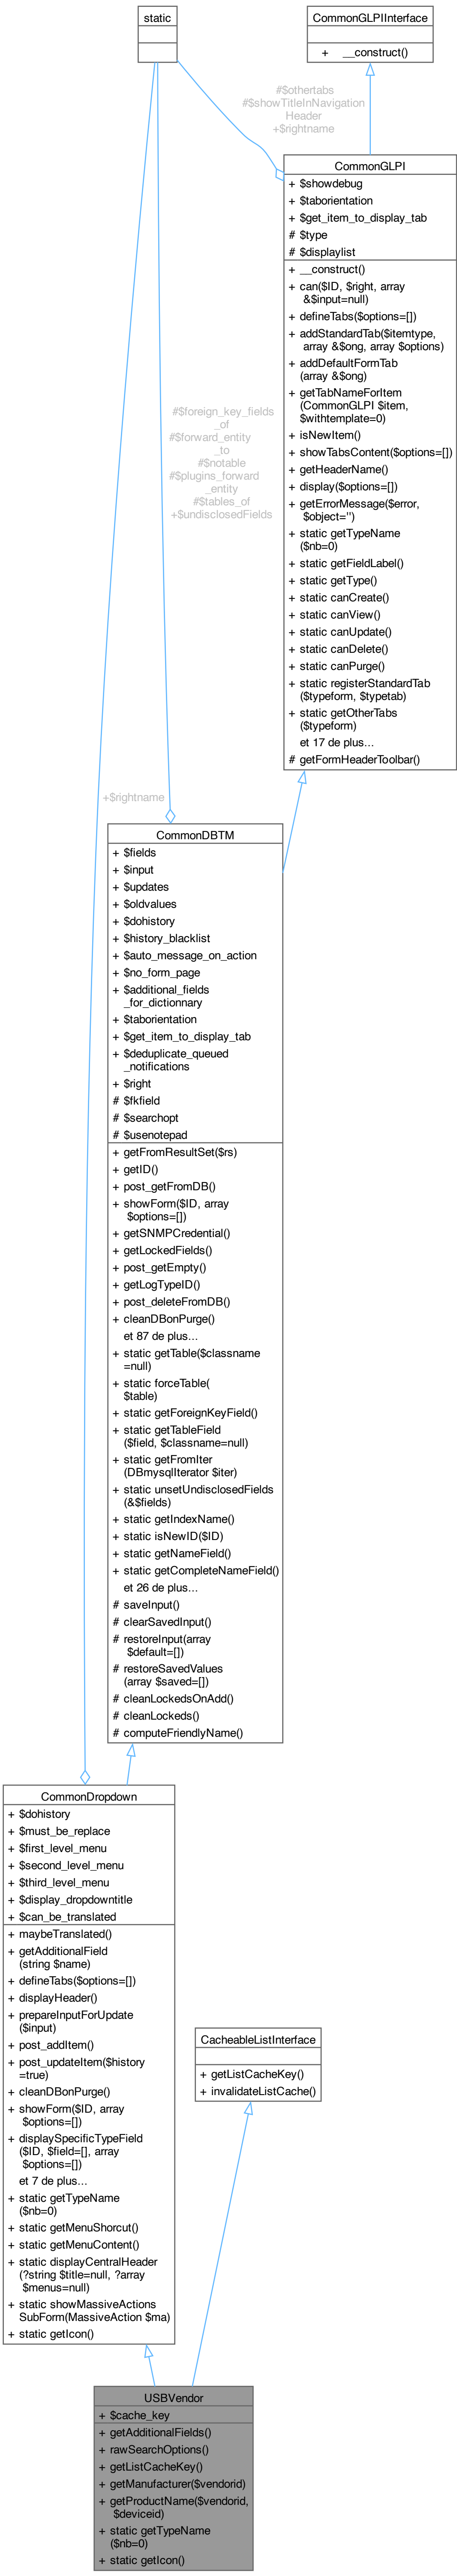 static
CommonGLPIInterface
+ __construct()
#$othertabs
#$showTitleInNavigation
Header
+$rightname
CommonGLPI
+ $showdebug
+ $taborientation
+ $get_item_to_display_tab
# $type
# $displaylist
+ __construct()
+ can($ID, $right, array
&$input=null)
+ defineTabs($options=[])
+ addStandardTab($itemtype,
array &$ong, array $options)
+ addDefaultFormTab
(array &$ong)
+ getTabNameForItem
(CommonGLPI $item,
$withtemplate=0)
+ isNewItem()
+ showTabsContent($options=[])
+ getHeaderName()
+ display($options=[])
+ getErrorMessage($error,
$object='')
+ static getTypeName
($nb=0)
+ static getFieldLabel()
+ static getType()
+ static canCreate()
+ static canView()
+ static canUpdate()
+ static canDelete()
+ static canPurge()
+ static registerStandardTab
($typeform, $typetab)
+ static getOtherTabs
($typeform)
et 17 de plus...
# getFormHeaderToolbar()
#$foreign_key_fields
_of
#$forward_entity
_to
#$notable
#$plugins_forward
_entity
#$tables_of
+$undisclosedFields
+$rightname
CommonDBTM
+ $fields
+ $input
+ $updates
+ $oldvalues
+ $dohistory
+ $history_blacklist
+ $auto_message_on_action
+ $no_form_page
+ $additional_fields
_for_dictionnary
+ $taborientation
+ $get_item_to_display_tab
+ $deduplicate_queued
_notifications
+ $right
# $fkfield
# $searchopt
# $usenotepad
+ getFromResultSet($rs)
+ getID()
+ post_getFromDB()
+ showForm($ID, array
$options=[])
+ getSNMPCredential()
+ getLockedFields()
+ post_getEmpty()
+ getLogTypeID()
+ post_deleteFromDB()
+ cleanDBonPurge()
et 87 de plus...
+ static getTable($classname
=null)
+ static forceTable(
$table)
+ static getForeignKeyField()
+ static getTableField
($field, $classname=null)
+ static getFromIter
(DBmysqlIterator $iter)
+ static unsetUndisclosedFields
(&$fields)
+ static getIndexName()
+ static isNewID($ID)
+ static getNameField()
+ static getCompleteNameField()
et 26 de plus...
# saveInput()
# clearSavedInput()
# restoreInput(array
$default=[])
# restoreSavedValues
(array $saved=[])
# cleanLockedsOnAdd()
# cleanLockeds()
# computeFriendlyName()
CommonDropdown
+ $dohistory
+ $must_be_replace
+ $first_level_menu
+ $second_level_menu
+ $third_level_menu
+ $display_dropdowntitle
+ $can_be_translated
+ maybeTranslated()
+ getAdditionalField
(string $name)
+ defineTabs($options=[])
+ displayHeader()
+ prepareInputForUpdate
($input)
+ post_addItem()
+ post_updateItem($history
=true)
+ cleanDBonPurge()
+ showForm($ID, array
$options=[])
+ displaySpecificTypeField
($ID, $field=[], array
$options=[])
et 7 de plus...
+ static getTypeName
($nb=0)
+ static getMenuShorcut()
+ static getMenuContent()
+ static displayCentralHeader
(?string $title=null, ?array
$menus=null)
+ static showMassiveActions
SubForm(MassiveAction $ma)
+ static getIcon()
CacheableListInterface
+ getListCacheKey()
+ invalidateListCache()
USBVendor
+ $cache_key
+ getAdditionalFields()
+ rawSearchOptions()
+ getListCacheKey()
+ getManufacturer($vendorid)
+ getProductName($vendorid,
$deviceid)
+ static getTypeName
($nb=0)
+ static getIcon()